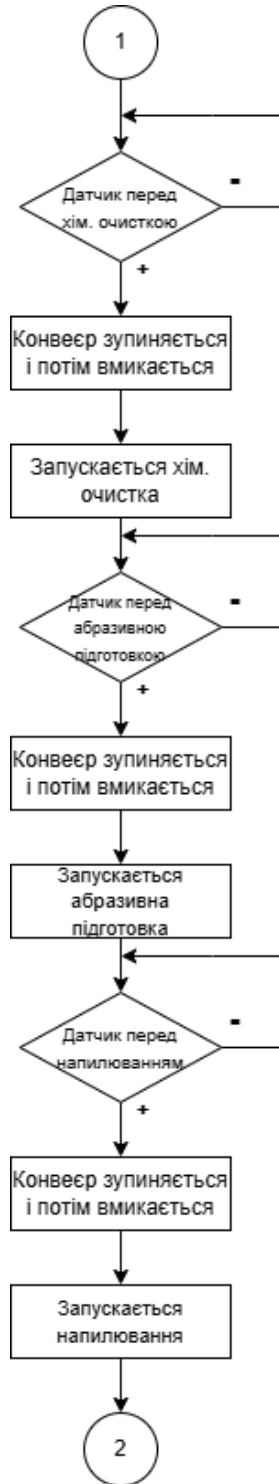 1
Датчик перед
хім. очисткою
-
+
Конвеєр зупиняється
і потім вмикається
Запускається хім.
очистка
Датчик перед
абразивною
підготовкою
-
+
Конвеєр зупиняється
і потім вмикається
Запускається
абразивна
підготовка
Датчик перед
напилюванням
-
+
Конвеєр зупиняється
і потім вмикається
Запускається
напилювання
2